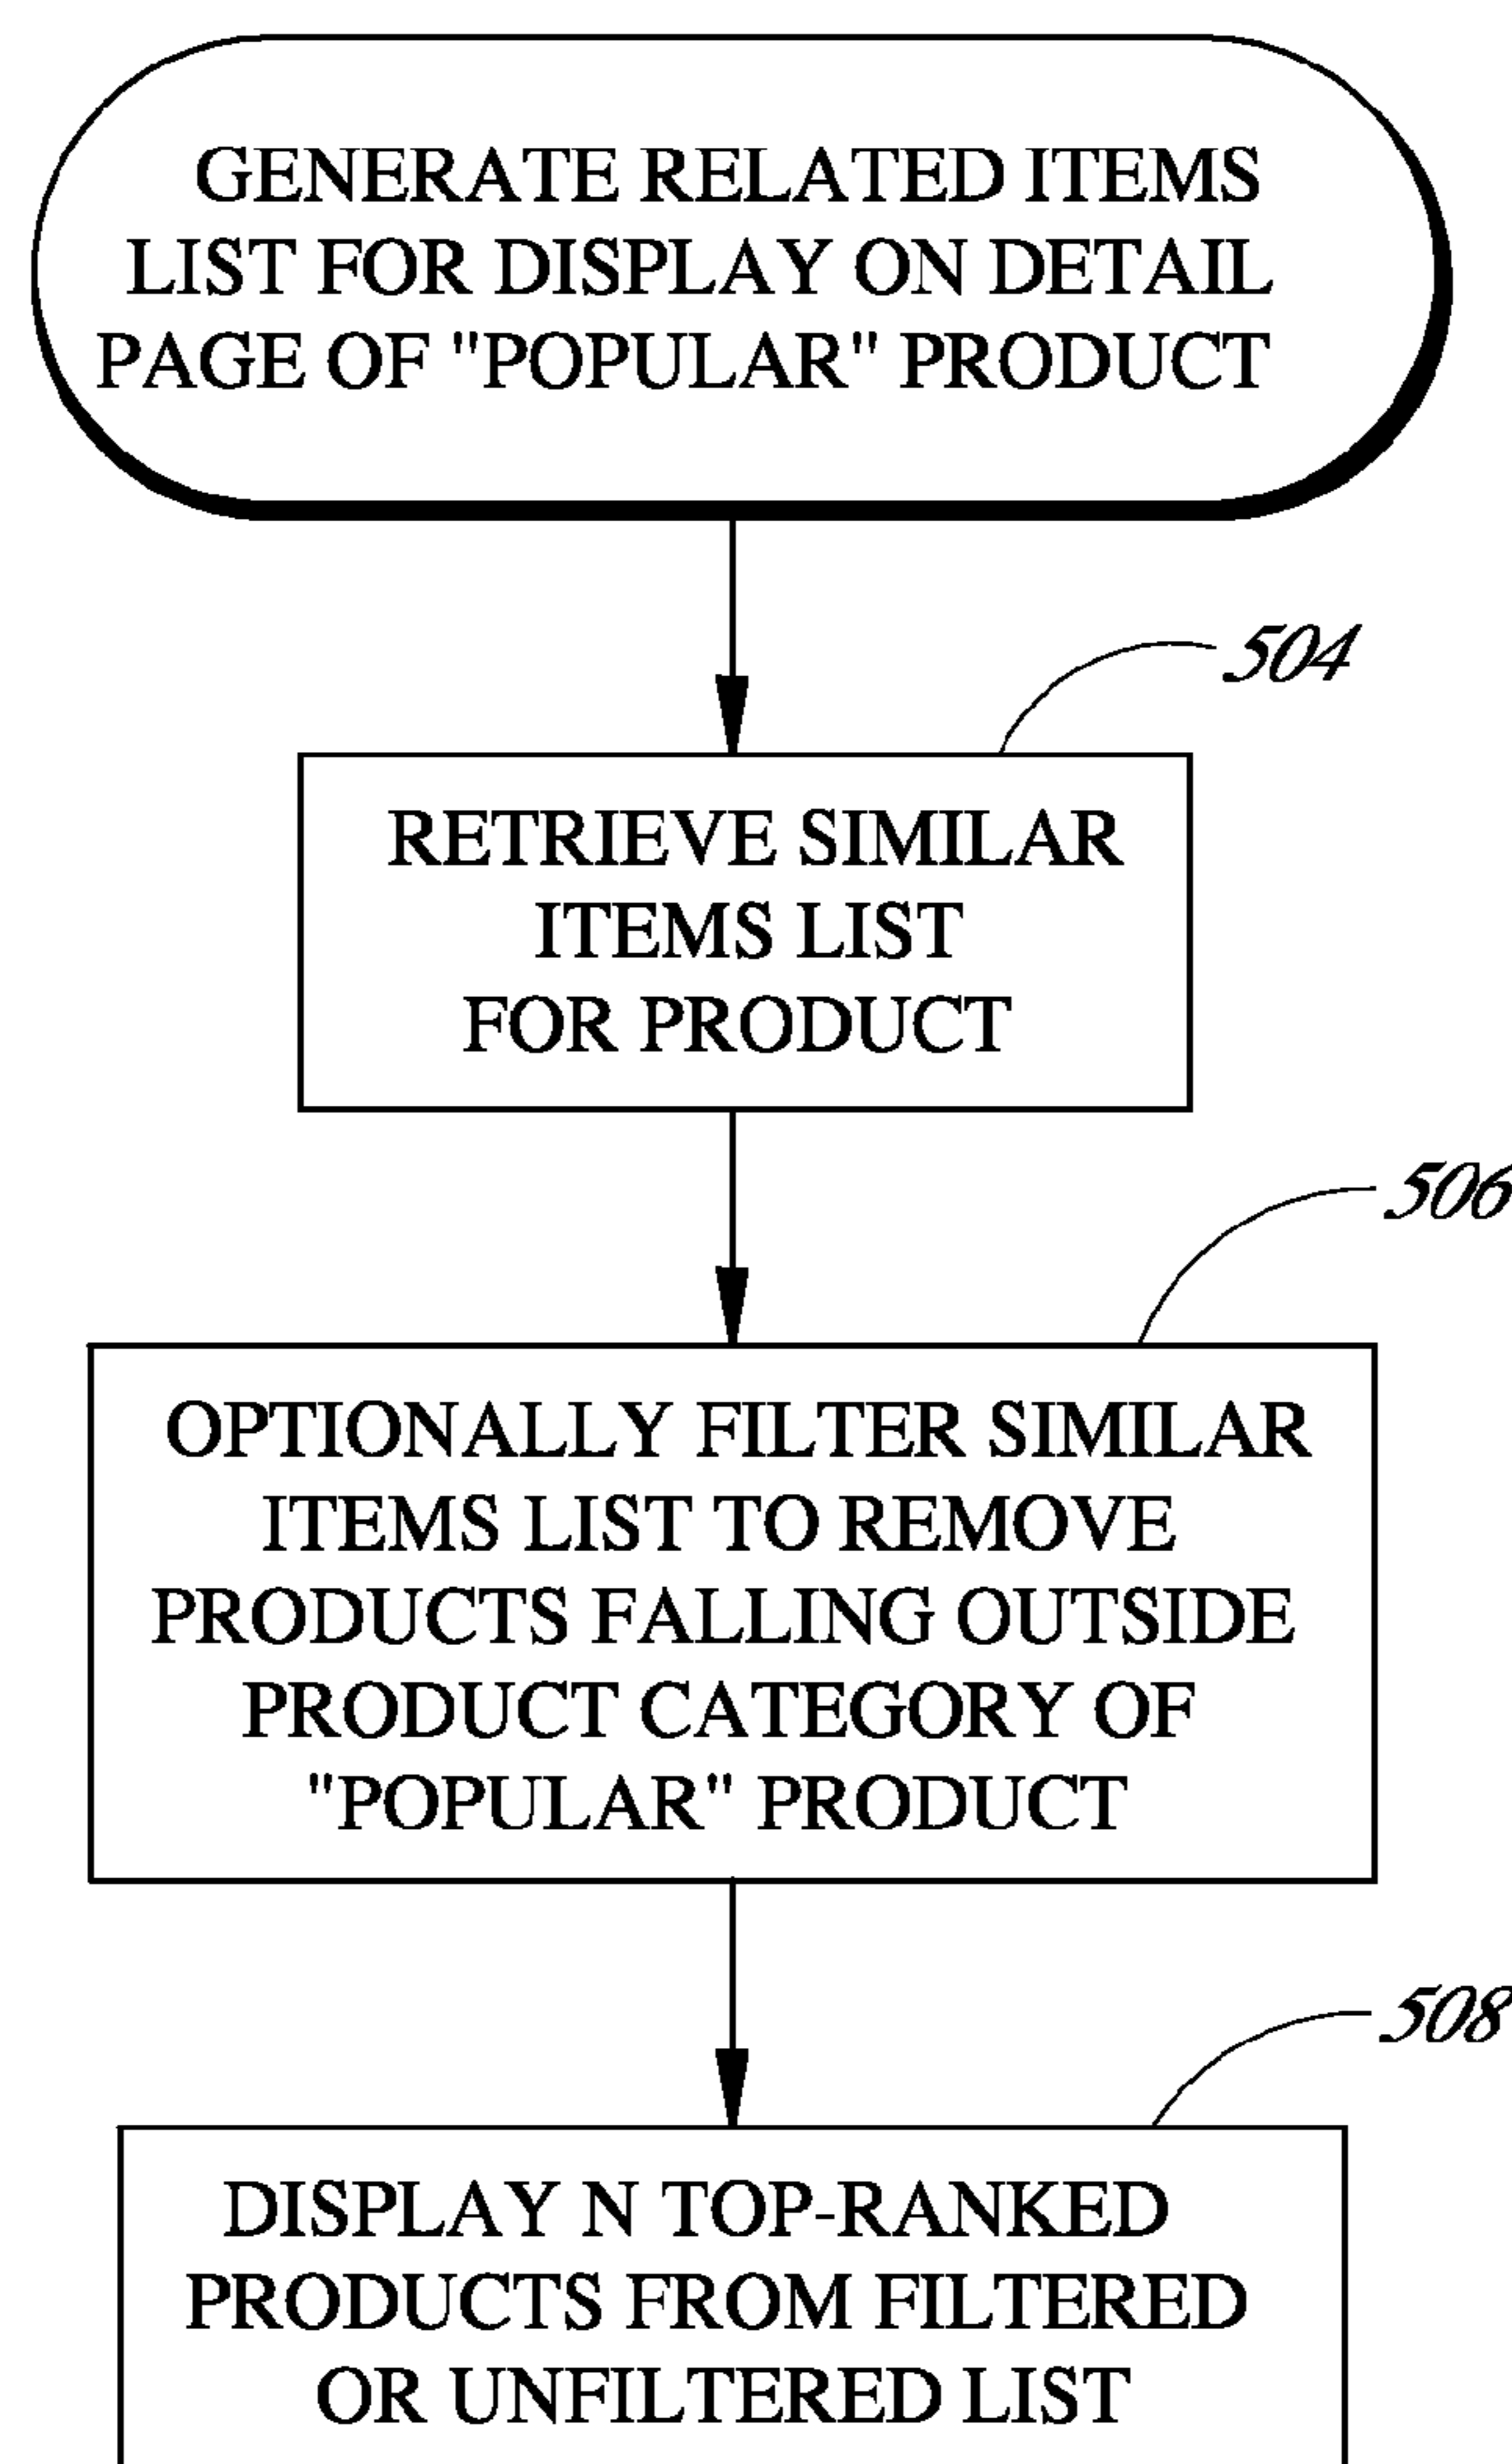 GENERATE RELATED ITEMS
LIST FOR DISPLAY ON DETAIL
PAGE OF "POPULAR" PRODUCT
504
RETRIEVE SIMILAR
ITEMS LIST
FOR PRODUCT
506
OPTIONALLY FILTER SIMILAR
ITEMS LIST TO REMOVE
PRODUCTS FALLING OUTSIDE
PRODUCT CATEGORY OF
"POPULAR" PRODUCT
508
DISPLAY N TOP-RANKED
PRODUCTS FROM FILTERED
OR UNFILTERED LIST